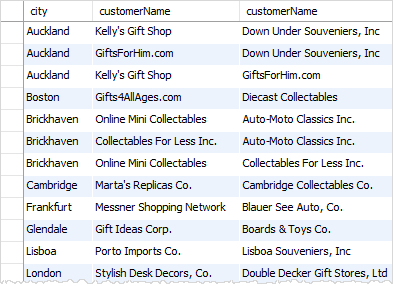 city customerName customerName
Auckland Kelly's Gift Shop Down Under Souveniers, Inc
Auckland GiftsForHim.com Down Under Souveniers, Inc
Auckland Kelly's Gift Shop GiftsForHim.com
Boston Gifts4AllAges.com Diecast Collectables
Brickhaven Online Mini Collectables Auto-Moto Classics Inc.
Brickhaven Collectables For Less Inc. Auto-Moto Classics Inc.
Brickhaven Online Mini Collectables Collectables For Less Inc.
Cambridge Marta's Replicas Co. Cambridge Collectables Co.
Frankfurt Messner Shopping Network Blauer See Auto, Co.
Glendale Gift Ideas Corp. Boards & Toys Co.
Lisboa Porto Imports Co. Lisboa Souveniers, Inc
London Stylish Desk Decors, Co. Double Decker Gift Stores, Ltd